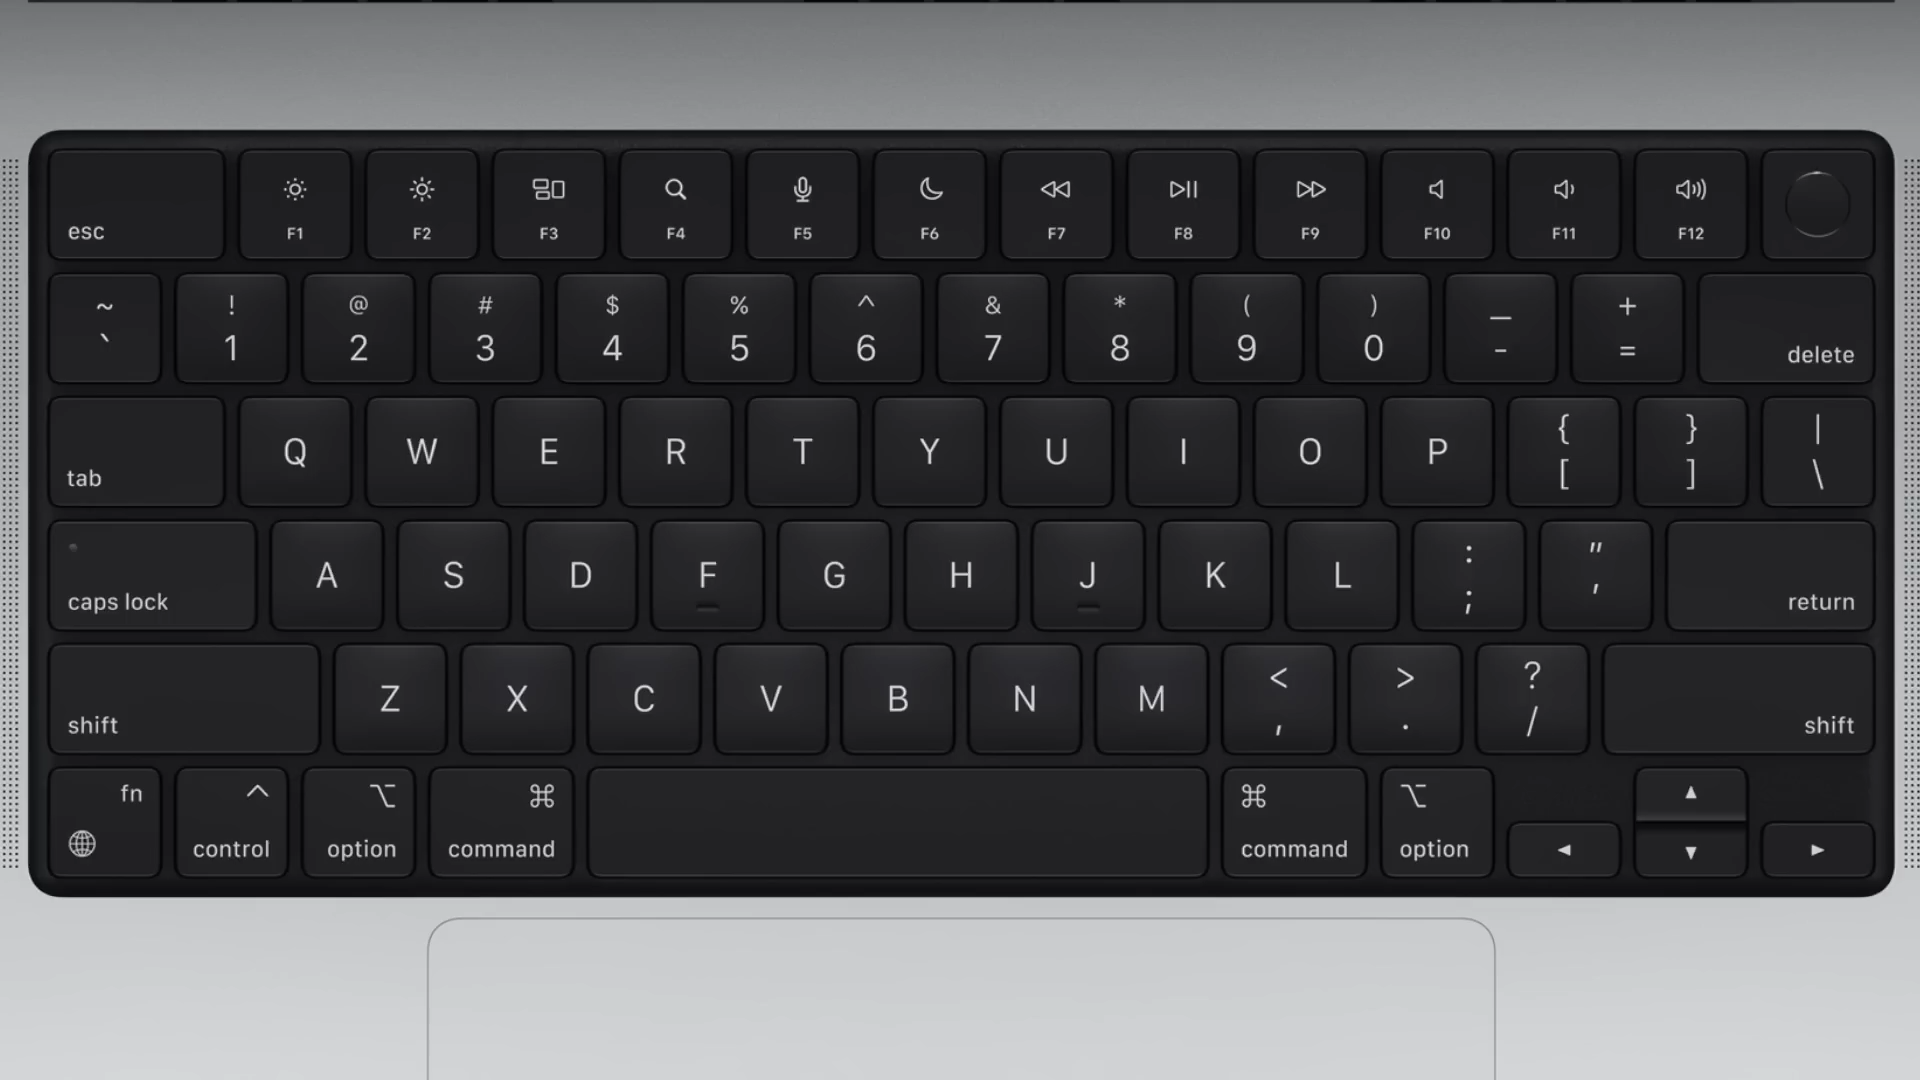 esc F1 F2 F3 F4 F5 F6 F7 F8 F9 F10 F11 F12
~ ! @ # $ % ^ & * ( ) _ +
` 1 2 3 4 5 6 7 8 9 0 - = delete
tab Q W E R T Y U I O P { } |
[ ] \
caps lock A S D F G H J K L : "
; ' return
shift Z X C V B N M < > ?
, . / shift
fn ^ ⌥ ⌘ ⌘ ⌥ ▲
control option command command option ◀ ▼ ▶